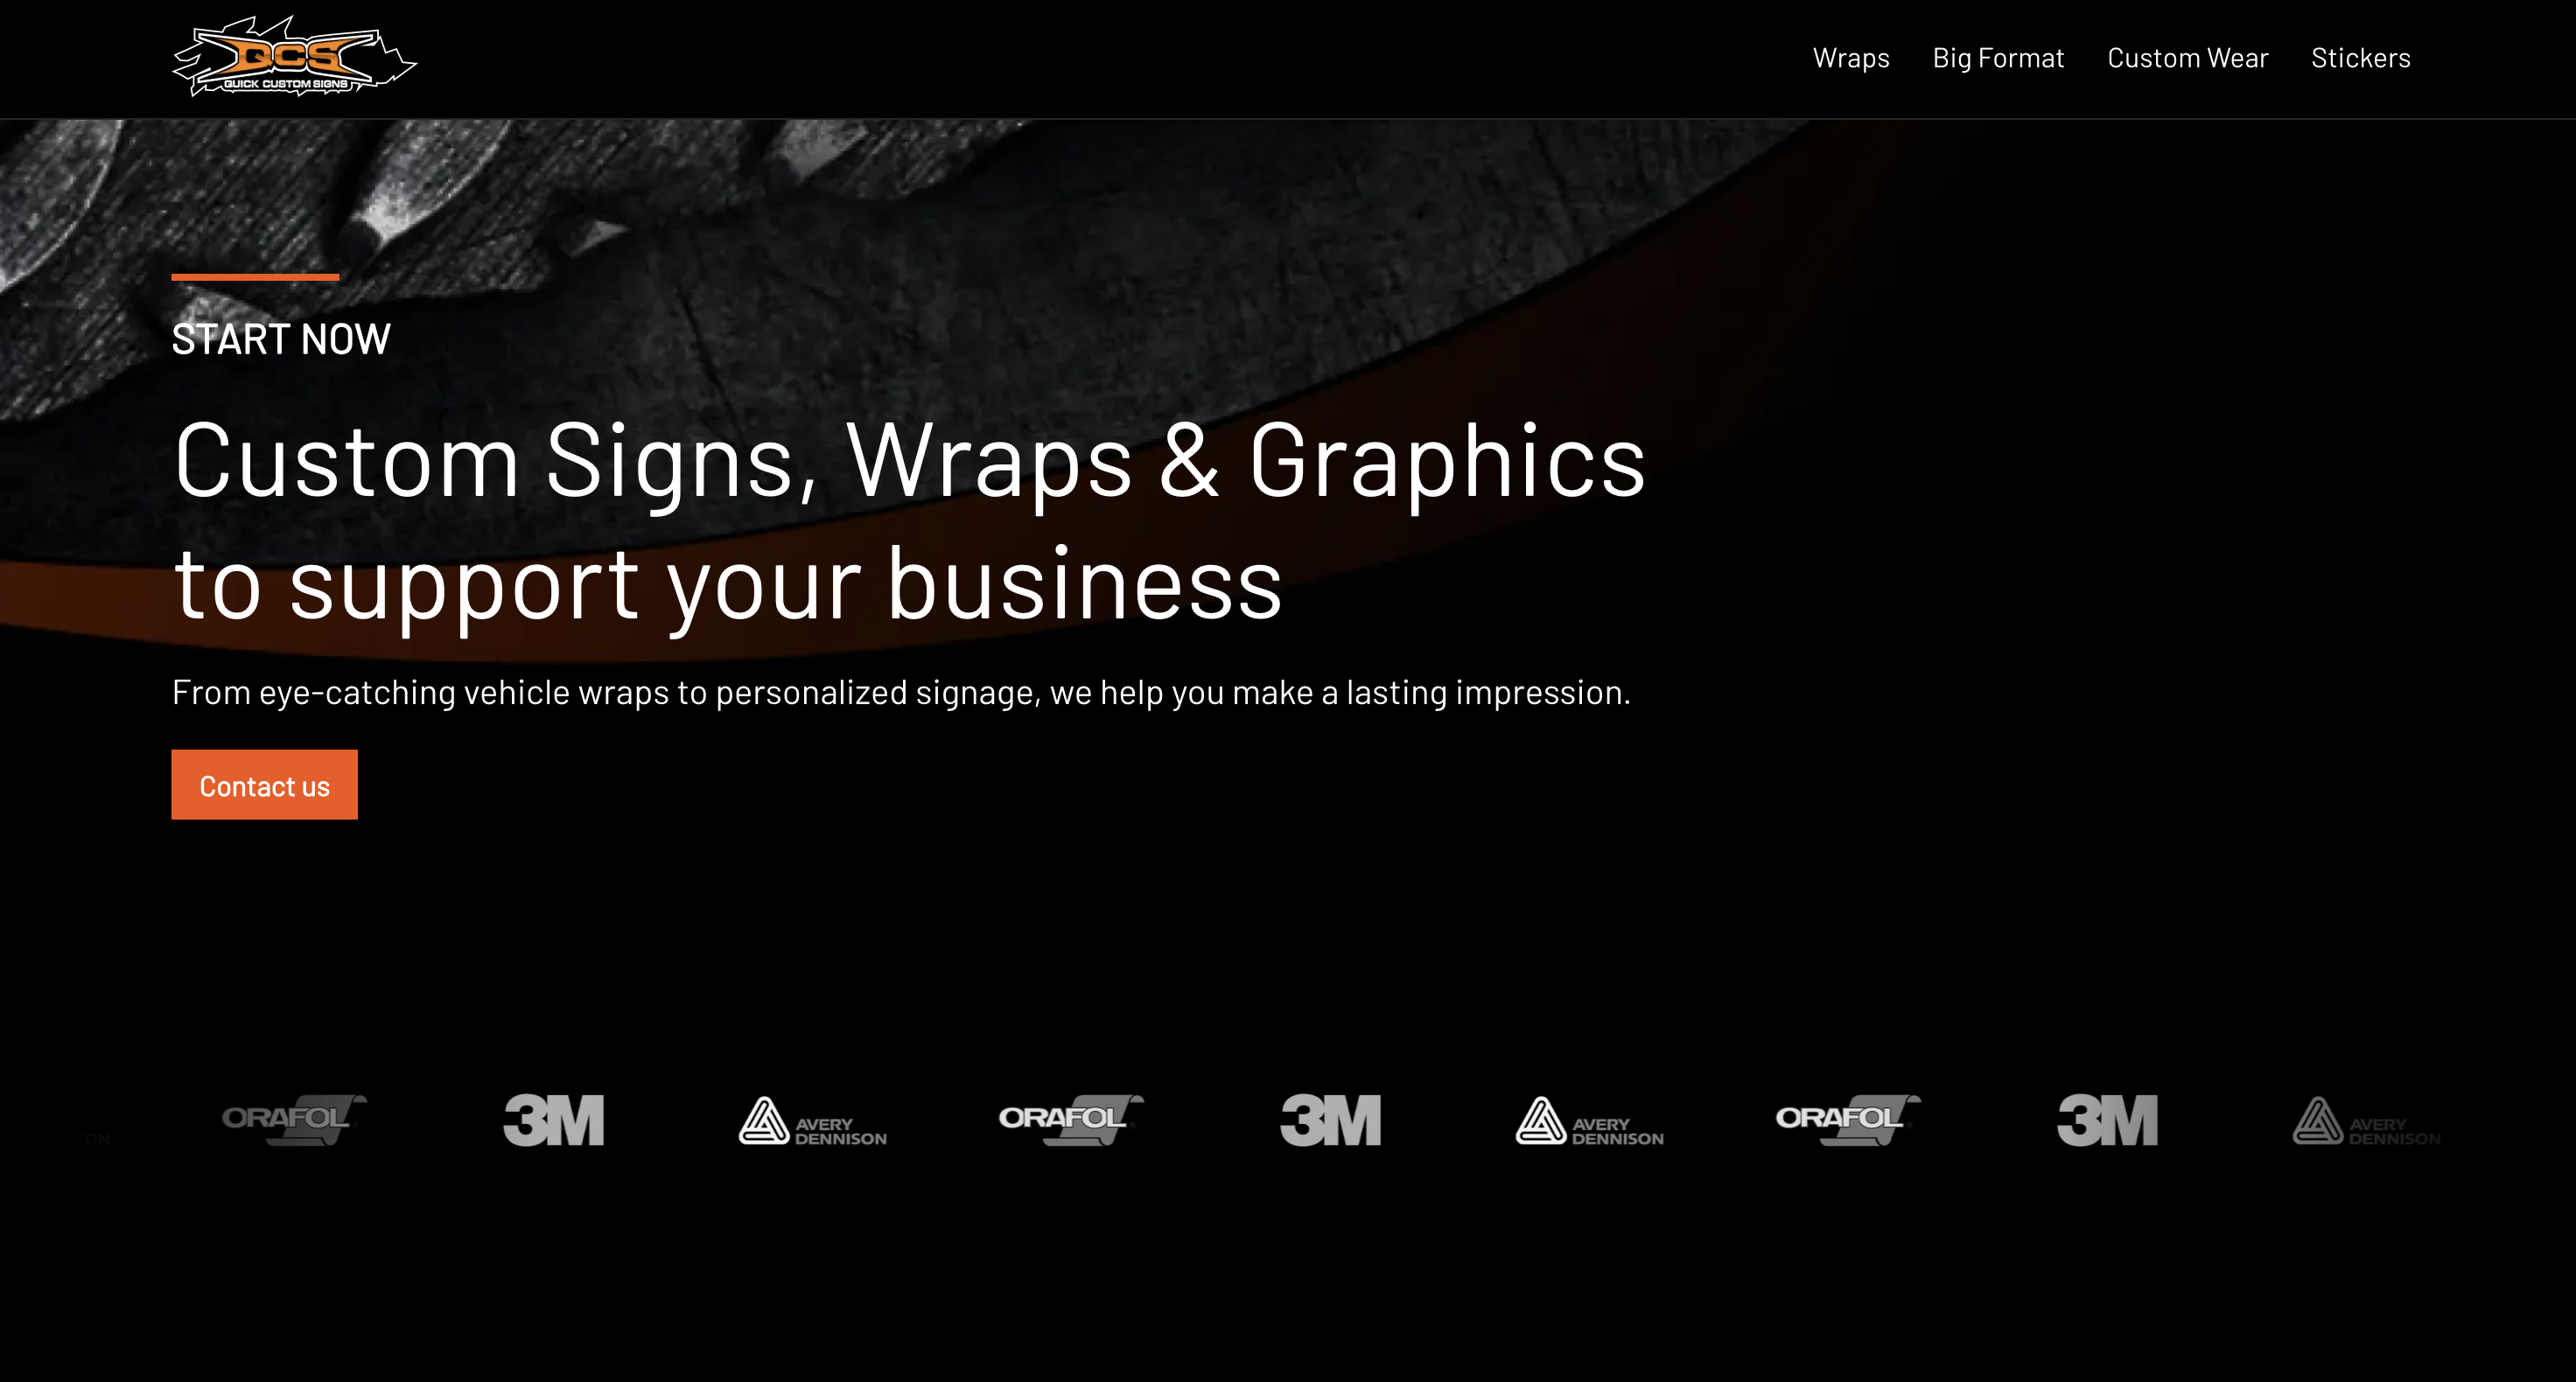 QCS
QUICK CUSTOM SIGNS
Wraps Big Format Custom Wear Stickers
START NOW
Custom Signs, Wraps & Graphics
to support your business
From eye-catching vehicle wraps to personalized signage, we help you make a lasting impression.
Contact us
SON
ORAFOL
3M
AVERY
DENNISON
ORAFOL
3M
AVERY
DENNISON
ORAFOL
3M
AVERY
DENNISON